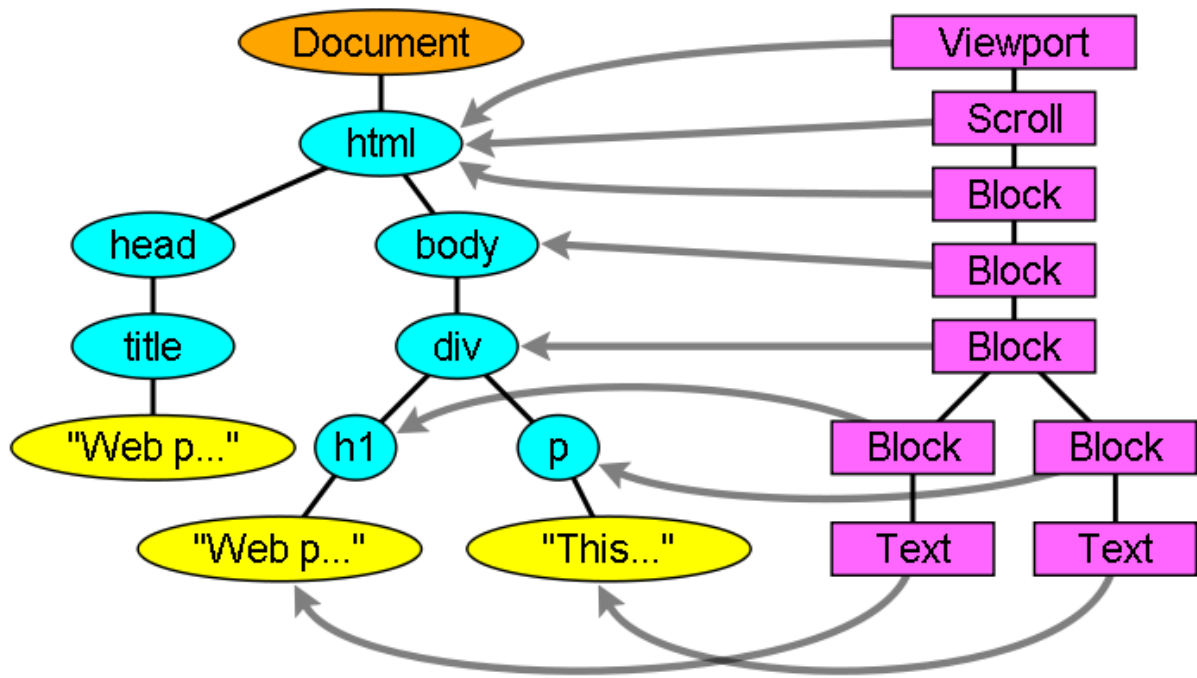 Document
Viewport
html
Scroll
Block
head
body
Block
title
div
Block
"Web p..."
h1
p
Block
Block
"Web p..."
"This..."
Text
Text